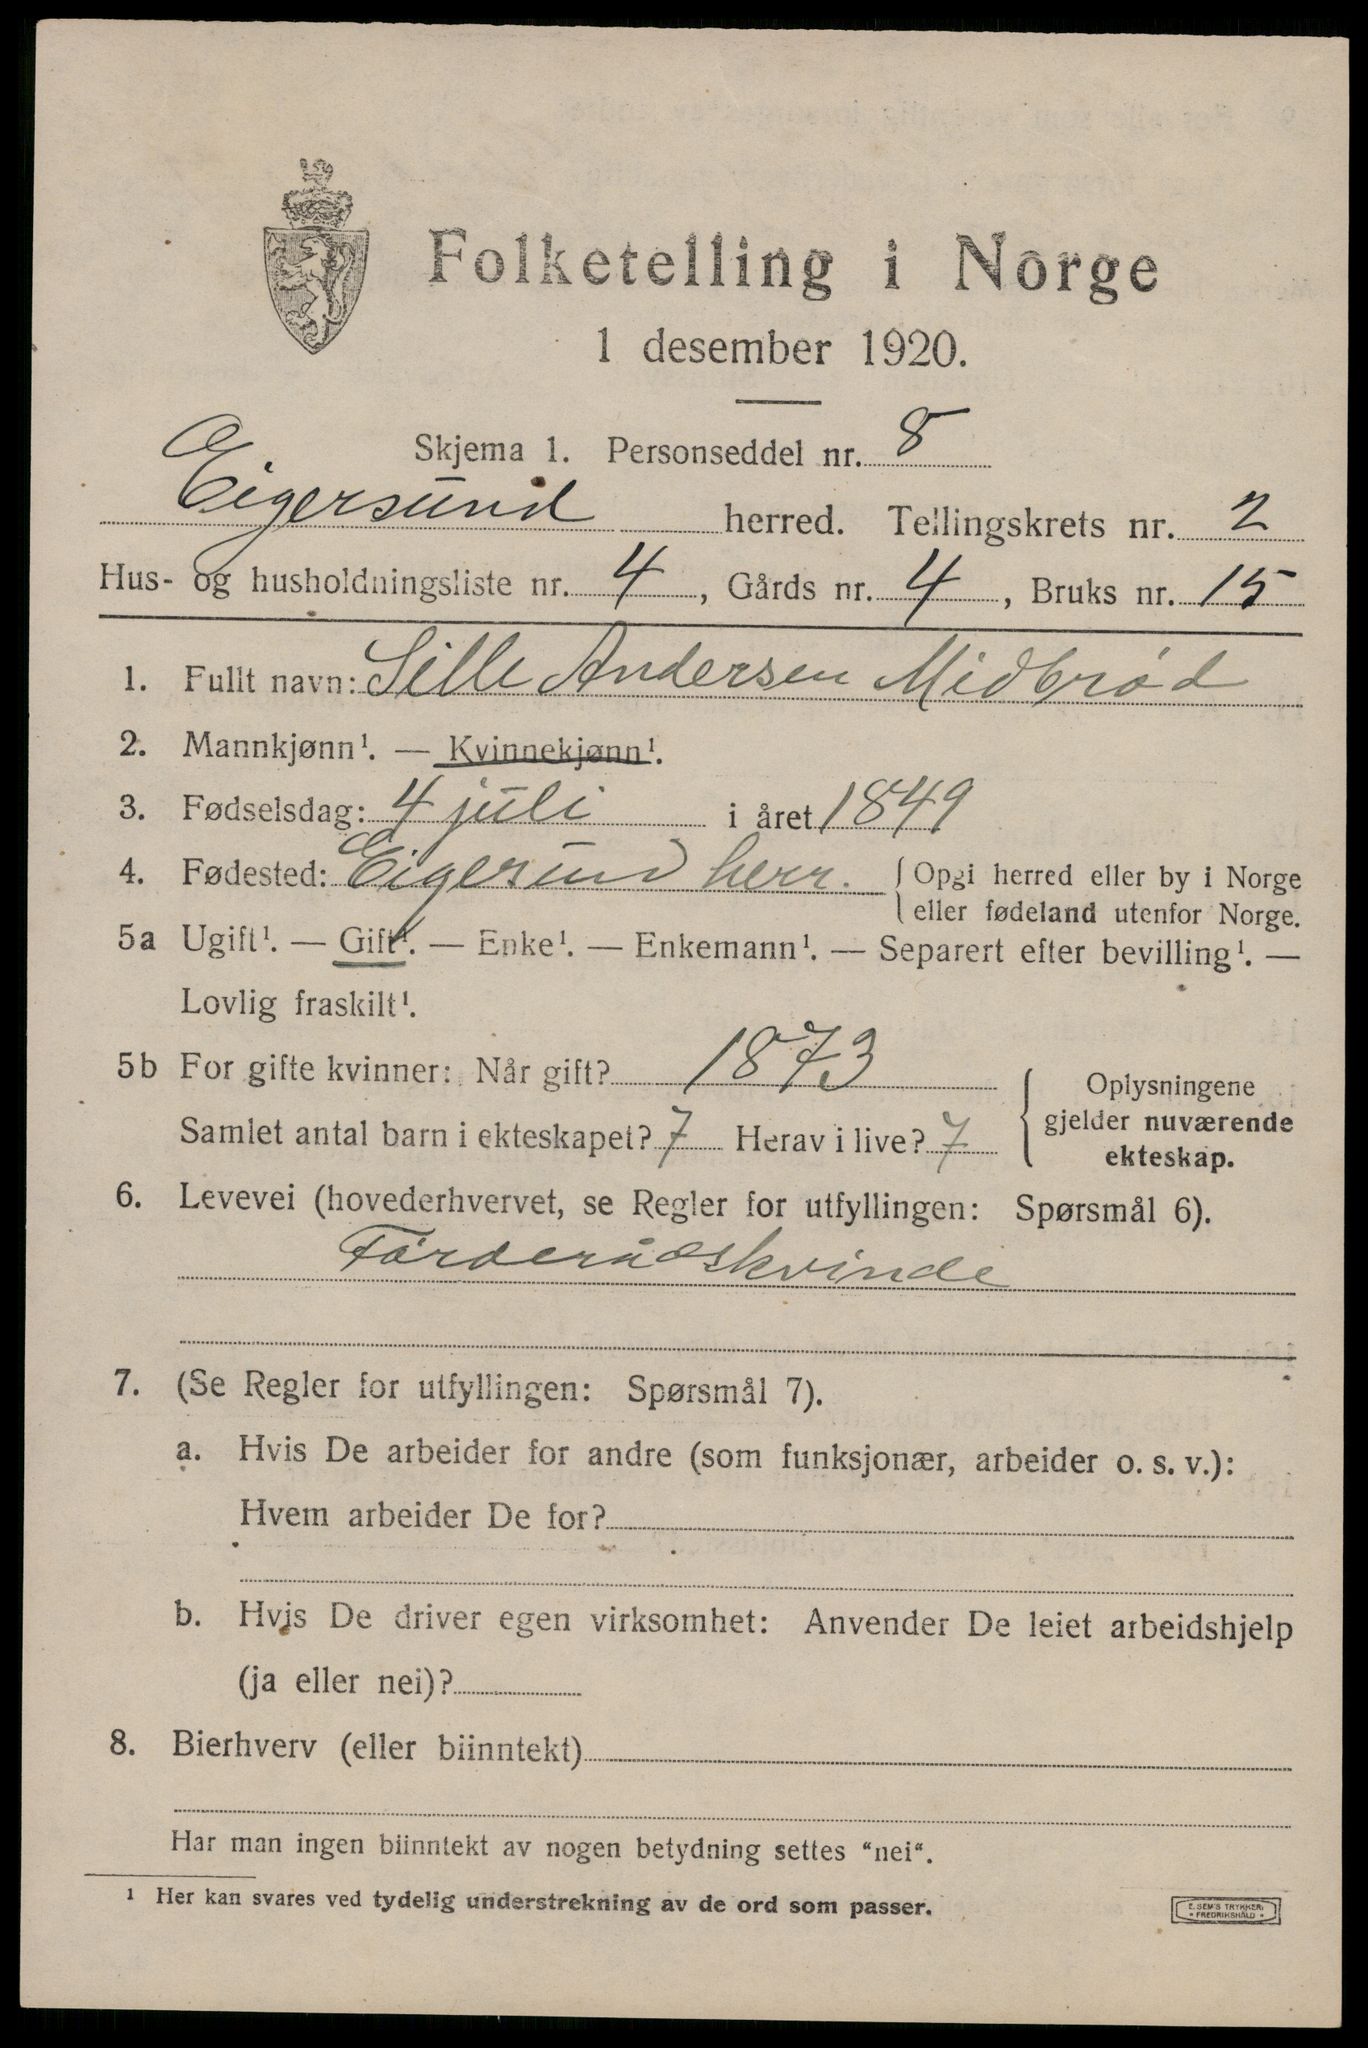 Folketelling i Norge
1 desember 1920.
Skjema 1. Personseddel nr. 8
Eigersund herred. Tellingskrets nr. 2
Hus- og husholdningsliste nr. 4, Gårds nr. 4, Bruks nr. 15
1. Fullt navn: Sille Andersen Midbrød
2. Mannkjønn¹. — Kvinnekjønn¹.
3. Fødselsdag: 4 juli i året 1849
4. Fødested: Eigersund herr. { Opgi herred eller by i Norge
eller fødeland utenfor Norge.
5a Ugift¹. — Gift¹. — Enke¹. — Enkemann¹. — Separert efter bevilling¹. —
Lovlig fraskilt¹.
5b For gifte kvinner: Når gift? 1873
Samlet antal barn i ekteskapet? 7 Herav i live? 7
{ Oplysningene
gjelder nuværende
ekteskap.
6. Levevei (hovederhvervet, se Regler for utfyllingen: Spørsmål 6).
Førderådskvinde
7. (Se Regler for utfyllingen: Spørsmål 7).
a. Hvis De arbeider for andre (som funksjonær, arbeider o. s. v.):
Hvem arbeider De for?
b. Hvis De driver egen virksomhet: Anvender De leiet arbeidshjelp
(ja eller nei)?
8. Bierhverv (eller biinntekt)
Har man ingen biinntekt av nogen betydning settes "nei".
¹ Her kan svares ved tydelig understrekning av de ord som passer.
E. SEM'S TRYKKERI
* FREDRIKSHALD *